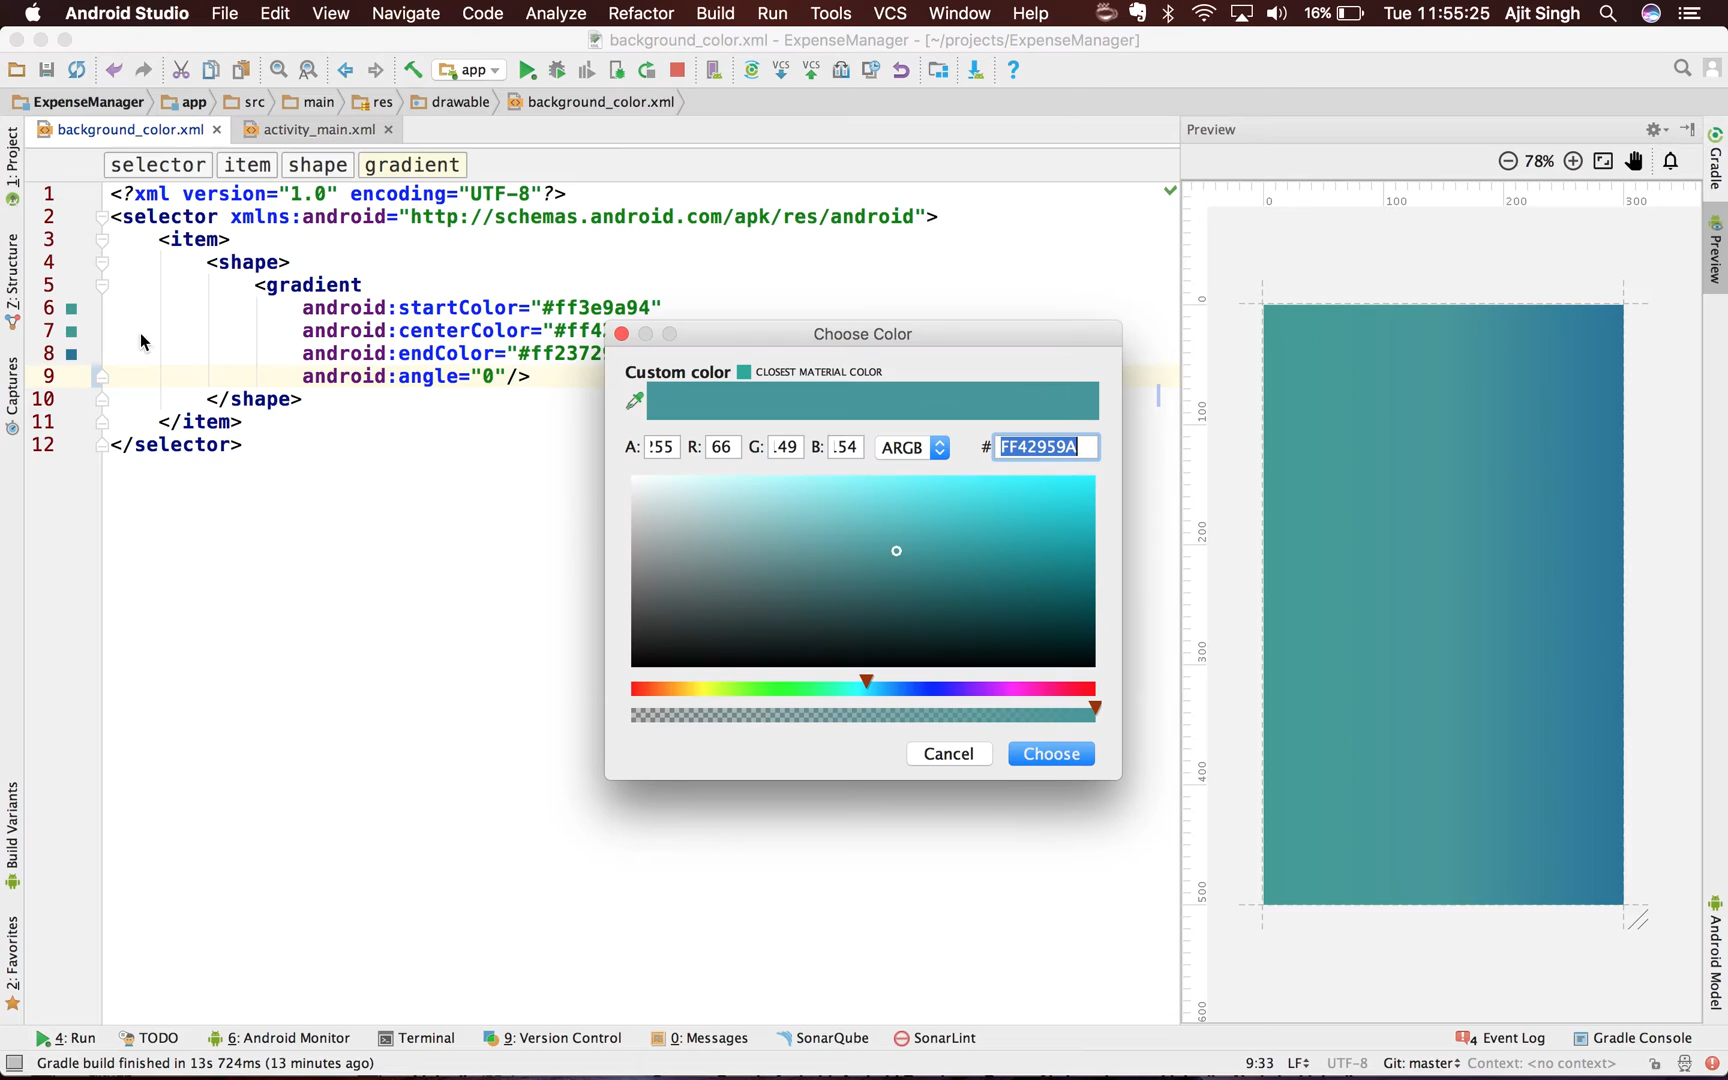 Android Studio File Edit View Navigate Code Analyze Refactor Build Run Tools VCS Window Help 16% Tue 11:55:25 Ajit Singh
background_color.xml - ExpenseManager - [~/projects/ExpenseManager]
app VCS VCS ?
ExpenseManager app src main res drawable background_color.xml
background_color.xml activity_main.xml
Preview
selector item shape gradient
78%
1 <?xml version="1.0" encoding="UTF-8"?>
2 <selector xmlns:android="http://schemas.android.com/apk/res/android">
3 <item>
4 <shape>
5 <gradient
6 android:startColor="#ff3e9a94"
7 android:centerColor="#ff42
8 android:endColor="#ff23729
9 android:angle="0"/>
10 </shape>
11 </item>
12 </selector>
Choose Color
Custom color CLOSEST MATERIAL COLOR
A: 255 R: 66 G: 149 B: 154 ARGB # FF42959A
Cancel Choose
0 100 200 300
0
100
200
300
400
500
600
1: Project
Z: Structure
Captures
Build Variants
2: Favorites
Gradle
Preview
Android Model
4: Run TODO 6: Android Monitor Terminal 9: Version Control 0: Messages SonarQube SonarLint 4 Event Log Gradle Console
Gradle build finished in 13s 724ms (13 minutes ago) 9:33 LF UTF-8 Git: master Context: <no context>